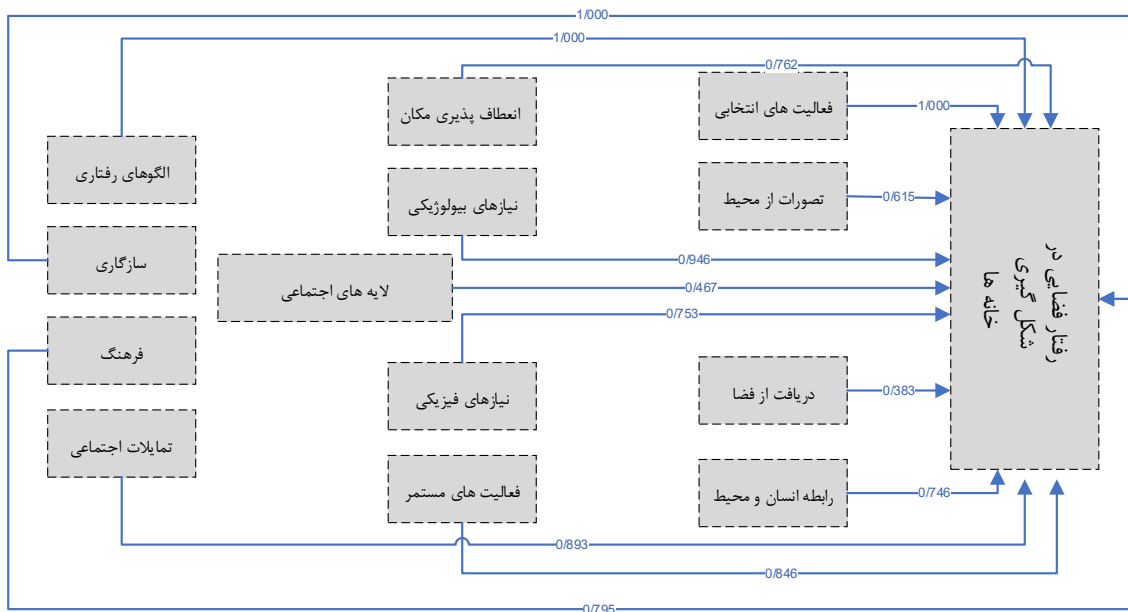 1/000
1/000
0/762
انعطاف پذیری مکان
فعالیت های انتخابی
1/000
الگوهای رفتاری
نیازهای بیولوژیکی
تصورات از محیط
0/615
رفتار فضایی در
شکل گیری
خانه ها
سازگاری
0/946
لایه های اجتماعی
0/467
0/753
فرهنگ
نیازهای فیزیکی
دریافت از فضا
0/383
تمایلات اجتماعی
فعالیت های مستمر
رابطه انسان و محیط
0/746
0/893
0/846
0/795